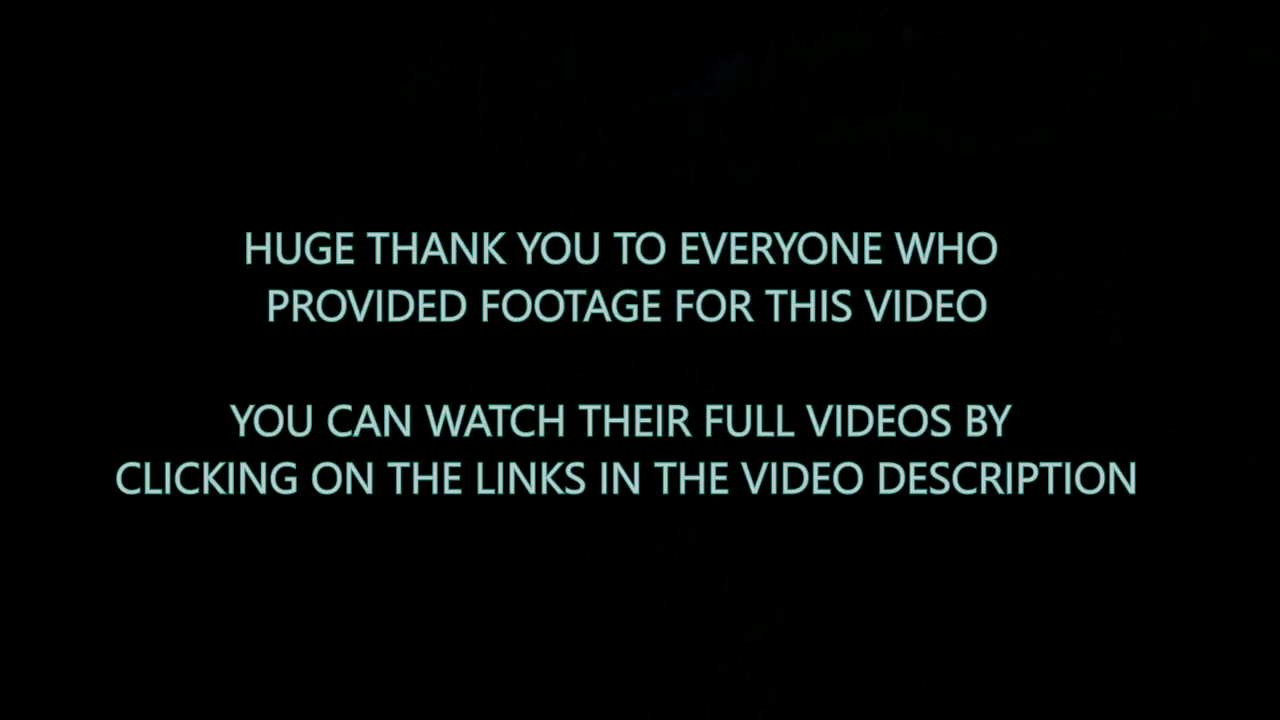 HUGE THANK YOU TO EVERYONE WHO
PROVIDED FOOTAGE FOR THIS VIDEO
YOU CAN WATCH THEIR FULL VIDEOS BY
CLICKING ON THE LINKS IN THE VIDEO DESCRIPTION